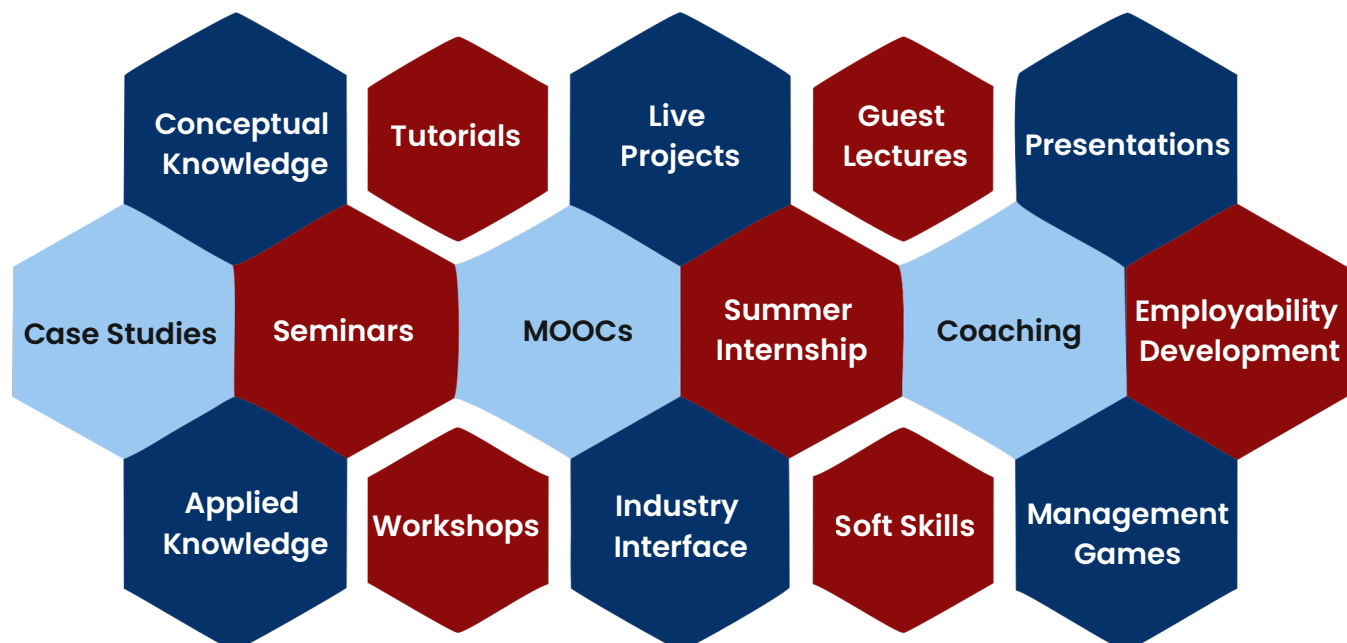 Conceptual
Knowledge
Tutorials
Live
Projects
Guest
Lectures
Presentations
Case Studies
Seminars
MOOCs
Summer
Internship
Coaching
Employability
Development
Applied
Knowledge
Workshops
Industry
Interface
Soft Skills
Management
Games